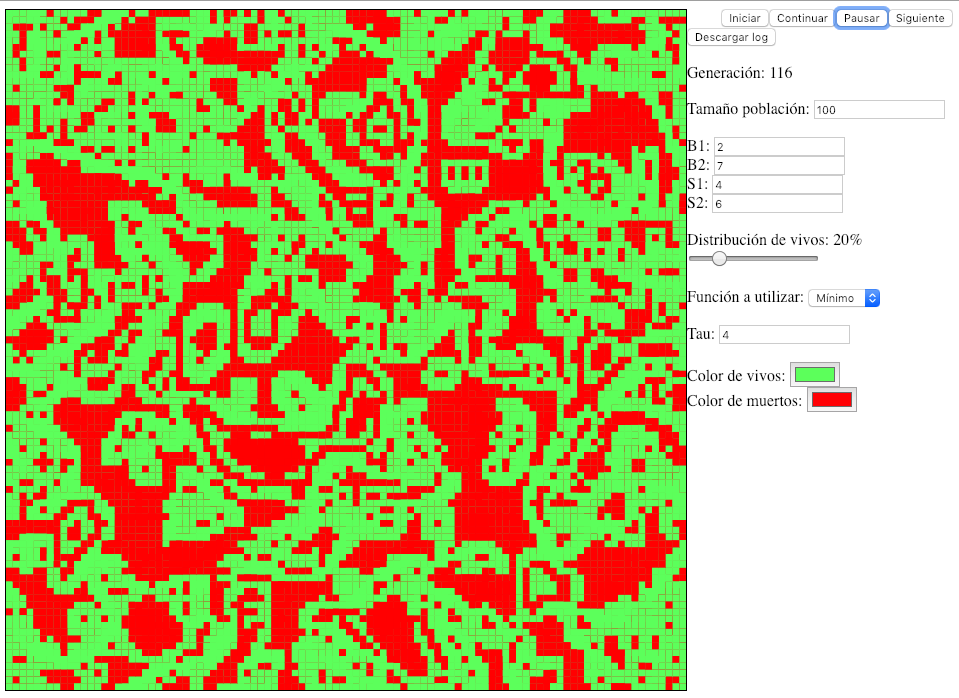 Iniciar Continuar Pausar Siguiente
Descargar log
Generación: 116
Tamaño población: 100
B1: 2
B2: 7
S1: 4
S2: 6
Distribución de vivos: 20%
Función a utilizar: Mínimo
Tau: 4
Color de vivos:
Color de muertos: